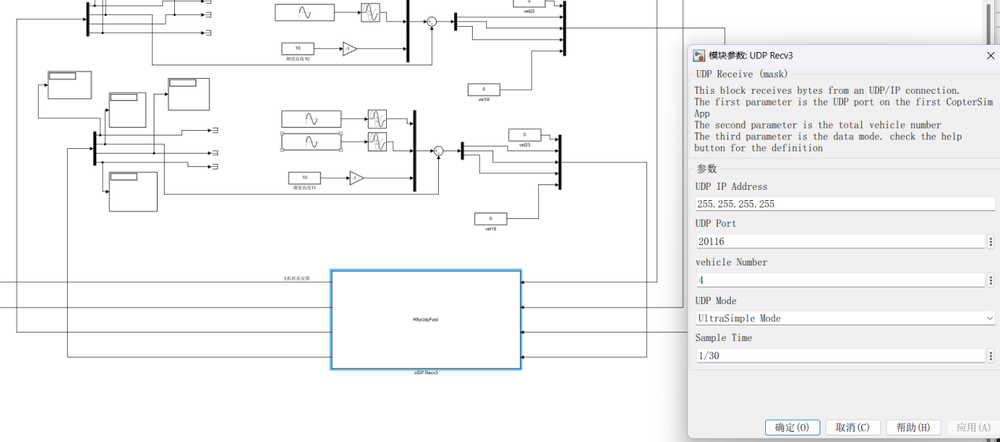 0
vel22
10
-1
期望高度10
0
vel18
0
vel23
10
-1
期望高度11
0
vel19
飞机状态反馈
RflyUdpFast
UDP Recv3
模块参数: UDP Recv3
UDP Receive (mask)
This block receives bytes from an UDP/IP connection.
The first parameter is the UDP port on the first CopterSim
App
The second parameter is the total vehicle number
The third parameter is the data mode. check the help
button for the definition
参数
UDP IP Address
255.255.255.255
UDP Port
20116
vehicle Number
4
UDP Mode
UltraSimple Mode
Sample Time
1/30
确定(O)
取消(C)
帮助(H)
应用(A)